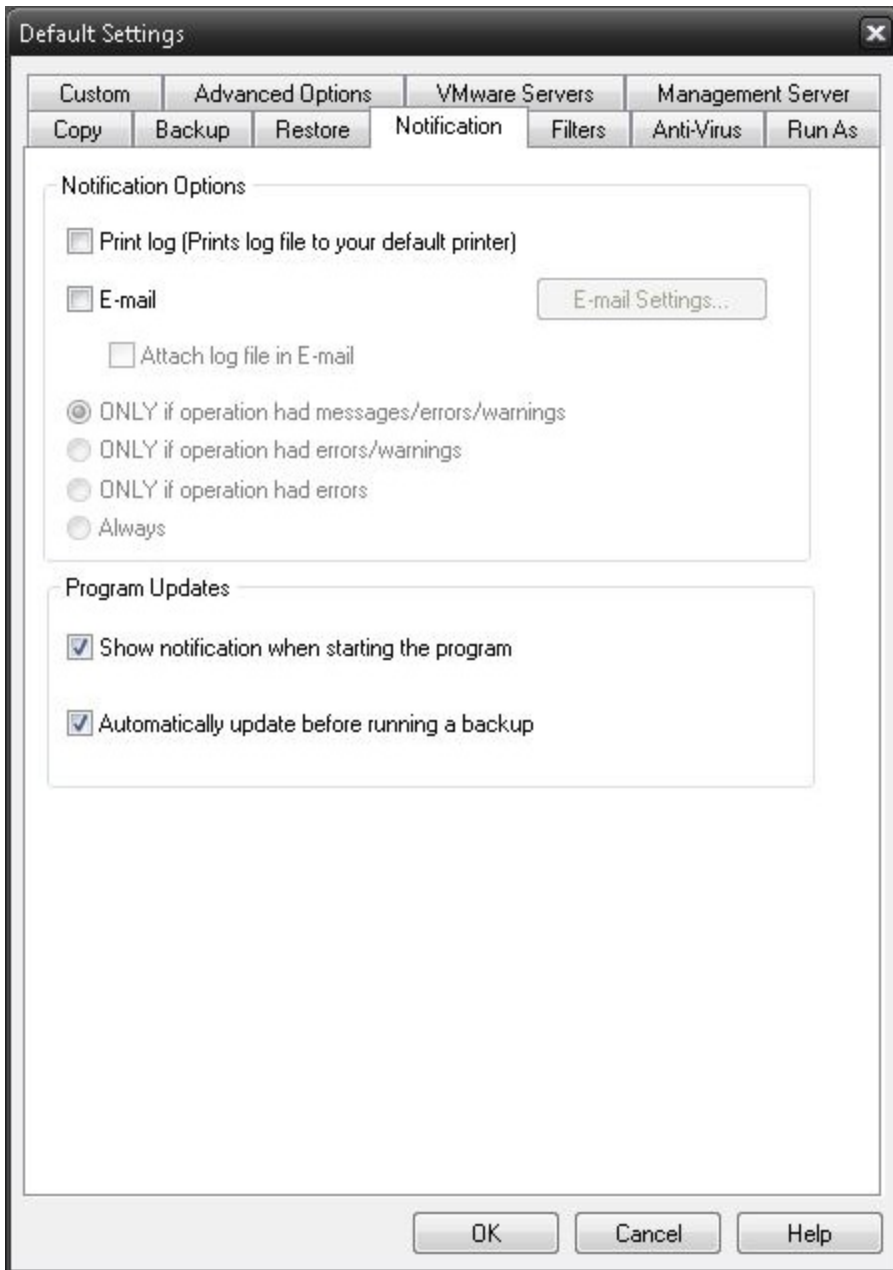 Default Settings
Custom Advanced Options VMware Servers Management Server
Copy Backup Restore Notification Filters Anti-Virus Run As
Notification Options
Print log (Prints log file to your default printer)
E-mail E-mail Settings...
Attach log file in E-mail
ONLY if operation had messages/errors/warnings
ONLY if operation had errors/warnings
ONLY if operation had errors
Always
Program Updates
Show notification when starting the program
Automatically update before running a backup
OK Cancel Help